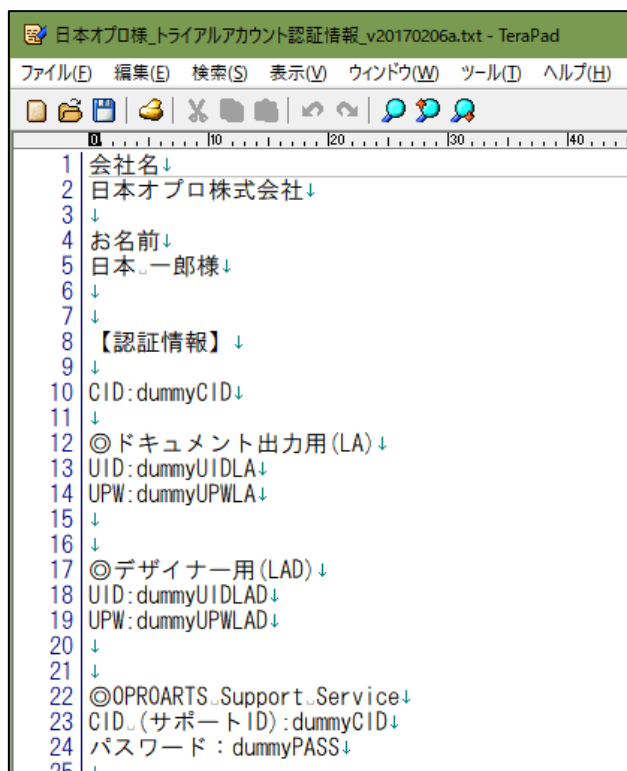 日本オプロ様_トライアルアカウント認証情報_v20170206a.txt - TeraPad
ファイル(F) 編集(E) 検索(S) 表示(V) ウィンドウ(W) ツール(T) ヘルプ(H)
0 10 20 30 40
1 会社名↓
2 日本オプロ株式会社↓
3 ↓
4 お名前↓
5 日本 一郎様↓
6 ↓
7 ↓
8 【認証情報】↓
9 ↓
10 CID:dummyCID↓
11 ↓
12 ◎ドキュメント出力用(LA)↓
13 UID:dummyUIDLA↓
14 UPW:dummyUPWLA↓
15 ↓
16 ↓
17 ◎デザイナー用(LAD)↓
18 UID:dummyUIDLAD↓
19 UPW:dummyUPWLAD↓
20 ↓
21 ↓
22 ◎OPROARTS Support Service↓
23 CID (サポートID):dummyCID↓
24 パスワード：dummyPASS↓
25 ↓